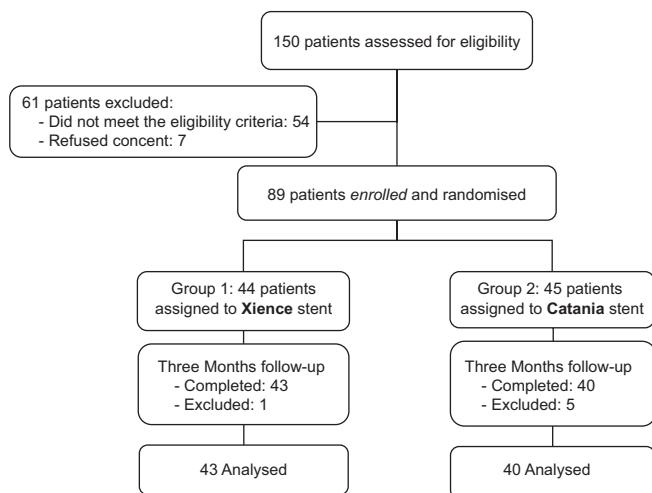 150 patients assessed for eligibility
61 patients excluded:
- Did not meet the eligibility criteria: 54
- Refused concent: 7
89 patients enrolled and randomised
Group 1: 44 patients
assigned to Xience stent
Group 2: 45 patients
assigned to Catania stent
Three Months follow-up
- Completed: 43
- Excluded: 1
Three Months follow-up
- Completed: 40
- Excluded: 5
43 Analysed
40 Analysed